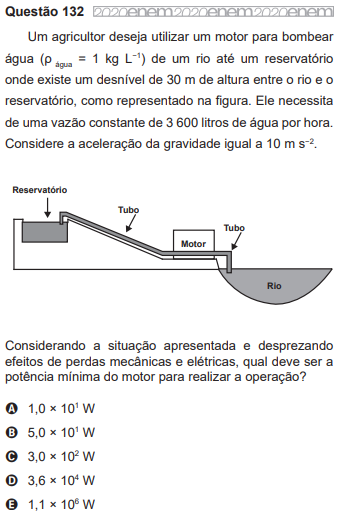 Questão 132 2020enem2020enem2020enem
Um agricultor deseja utilizar um motor para bombear
água (ρ água = 1 kg L⁻¹) de um rio até um reservatório
onde existe um desnível de 30 m de altura entre o rio e o
reservatório, como representado na figura. Ele necessita
de uma vazão constante de 3 600 litros de água por hora.
Considere a aceleração da gravidade igual a 10 m s⁻².
Reservatório
Tubo
Tubo
Motor
Rio
Considerando a situação apresentada e desprezando
efeitos de perdas mecânicas e elétricas, qual deve ser a
potência mínima do motor para realizar a operação?
A 1,0 × 10¹ W
B 5,0 × 10¹ W
C 3,0 × 10² W
D 3,6 × 10⁴ W
E 1,1 × 10⁶ W